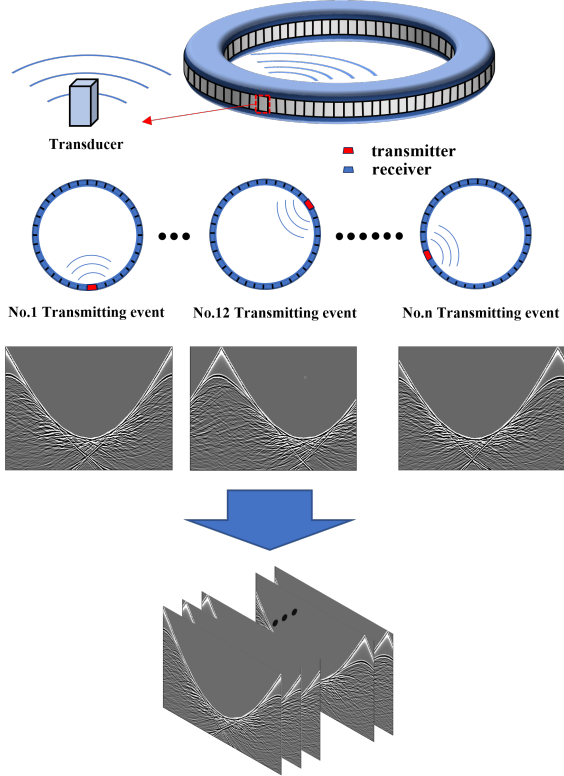 Transducer
transmitter
receiver
No.1 Transmitting event
No.12 Transmitting event
No.n Transmitting event